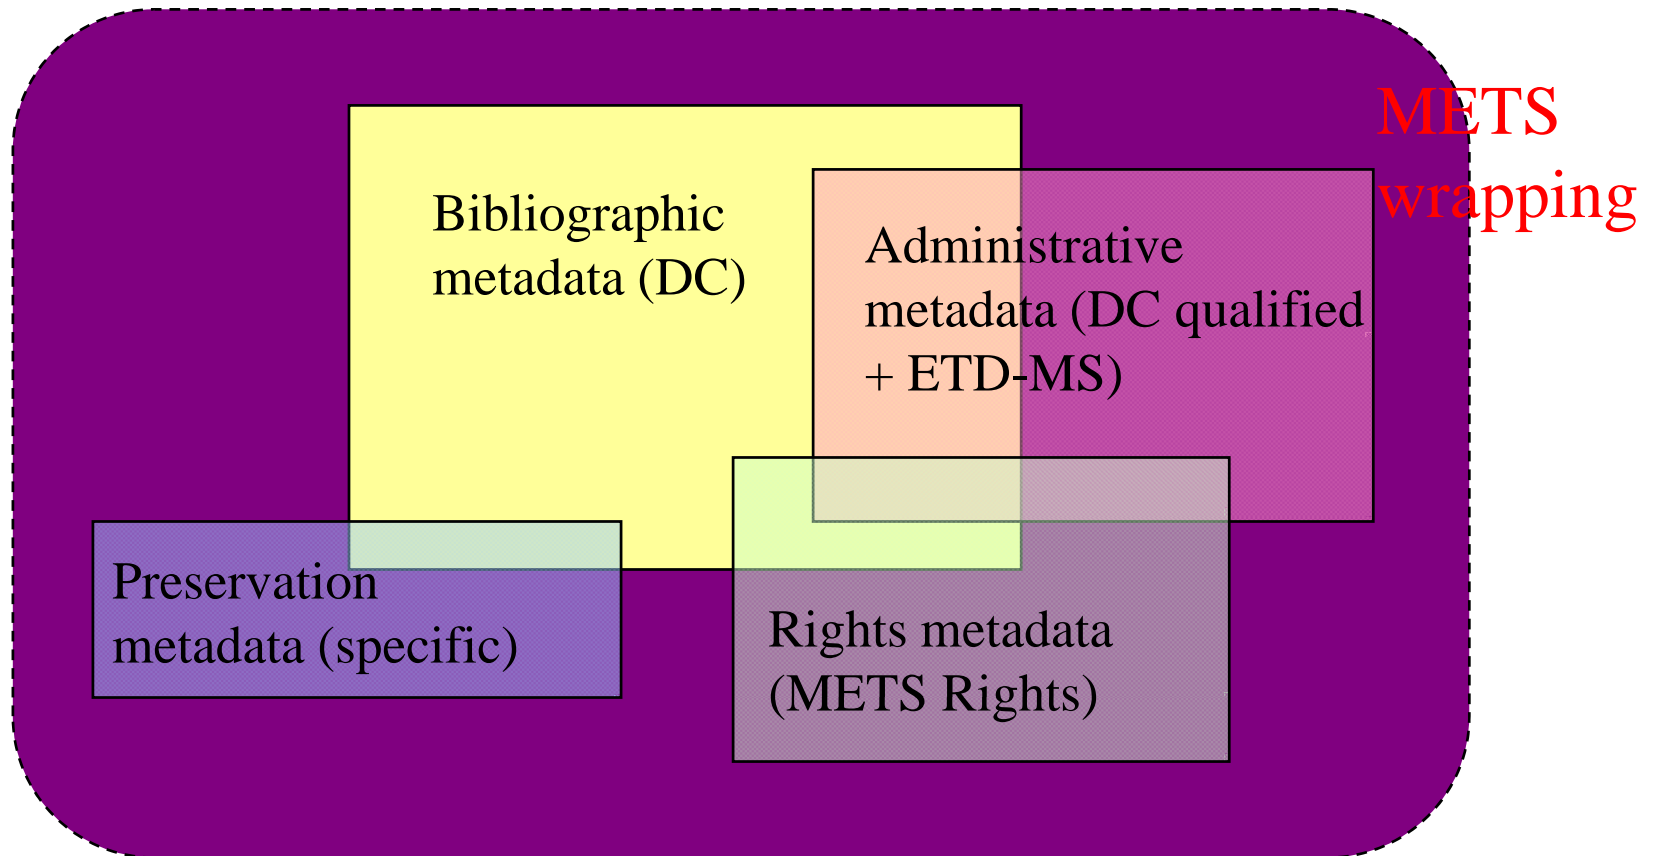 METS
wrapping
Bibliographic
metadata (DC)
Administrative
metadata (DC qualified
+ ETD-MS)
Preservation
metadata (specific)
Rights metadata
(METS Rights)